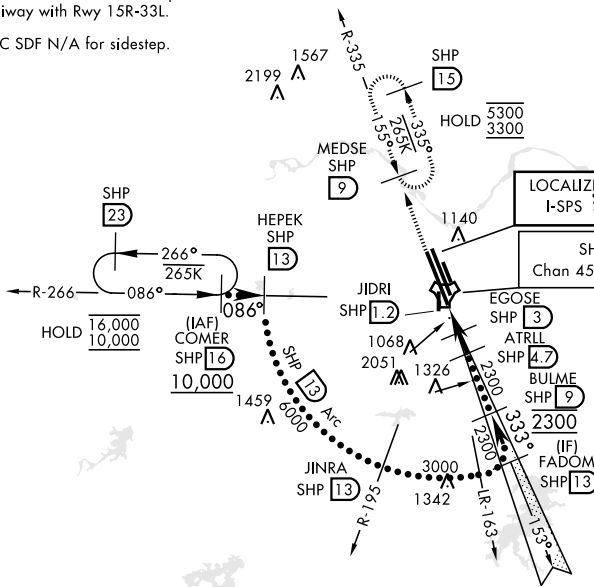 iway with Rwy 15R-33L.
C SDF N/A for sidestep.
R-335
1567
2199
SHP
15
HOLD 5300
3300
335°
265K
155°
MEDSE
SHP
9
LOCALIZ
I-SPS
1140
SH
Chan 45
SHP
23
266°
265K
HEPEK
SHP
13
R-266
086°
086°
HOLD 16,000
10,000
(IAF)
COMER
SHP 16
10,000
JIDRI
SHP 1.2
EGOSE
SHP 3
ATRLL
SHP 4.7
BULME
SHP 9
2300
1068
2051
1326
2300
2300
333°
(IF)
FADOM
SHP 13
SHP 13 Arc
6000
1459
JINRA
SHP 13
R-195
3000
1342
LR-163
153°